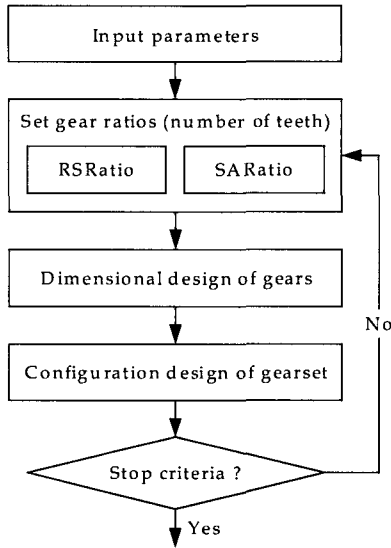 Input parameters
Set gear ratios (number of teeth)
RSRatio
SARatio
Dimensional design of gears
No
Configuration design of gearset
Stop criteria ?
Yes